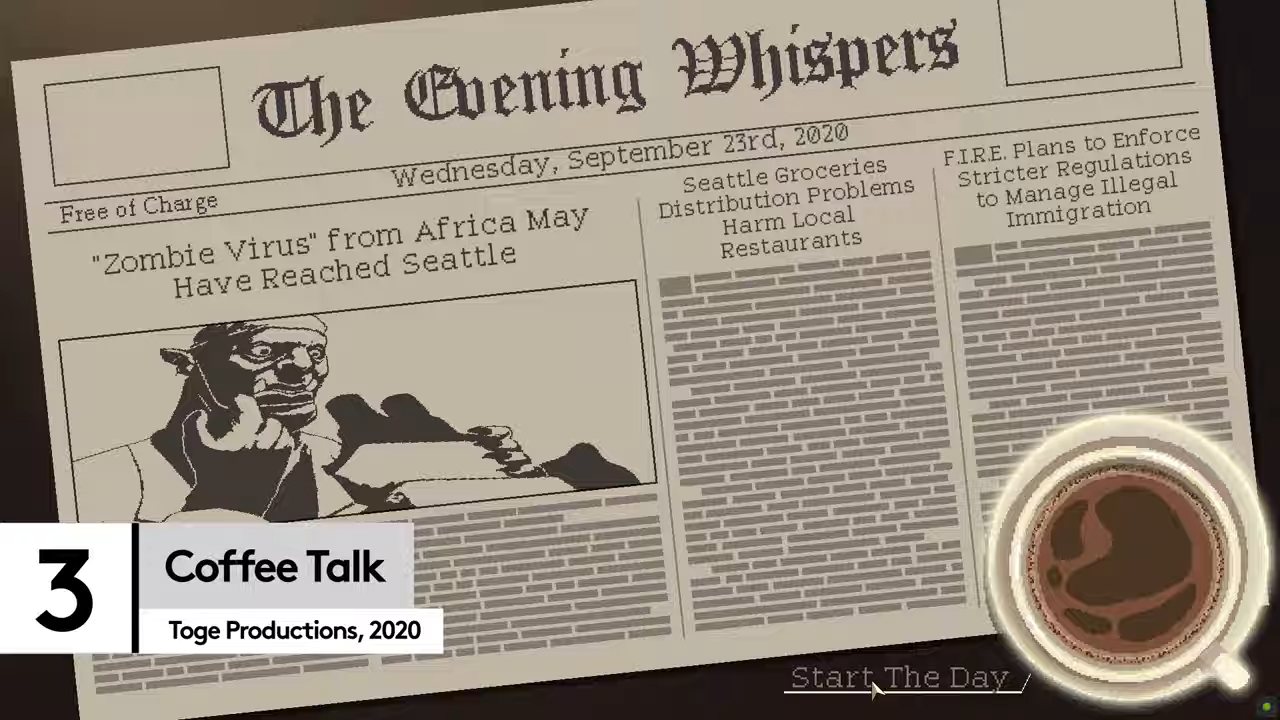 The Evening Whispers
Wednesday, September 23rd, 2020
Free of Charge
"Zombie Virus" from Africa May
Have Reached Seattle
Seattle Groceries
Distribution Problems
Harm Local
Restaurants
F.I.R.E. Plans to Enforce
Stricter Regulations
to Manage Illegal
Immigration
3
Coffee Talk
Toge Productions, 2020
Start The Day